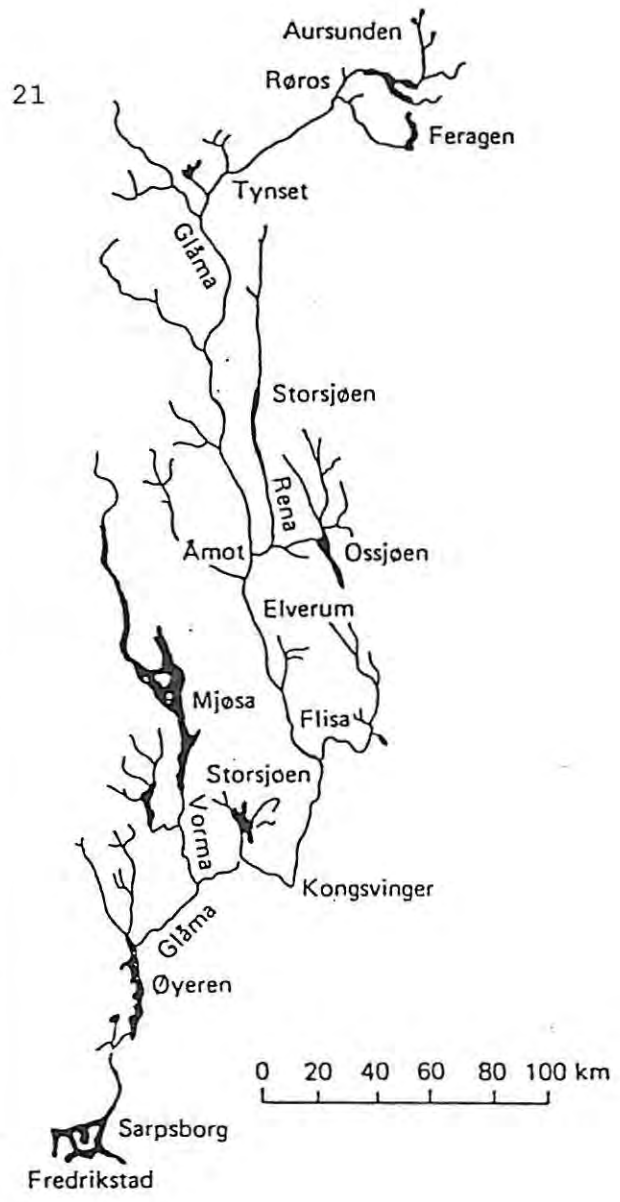 Aursunden
Røros
21
Feragen
Tynset
Glåma
Storsjøen
Rena
Åmot
Ossjøen
Elverum
Mjøsa
Flisa
Storsjøen
Vorma
Kongsvinger
Glåma
Øyeren
0 20 40 60 80 100 km
Sarpsborg
Fredrikstad